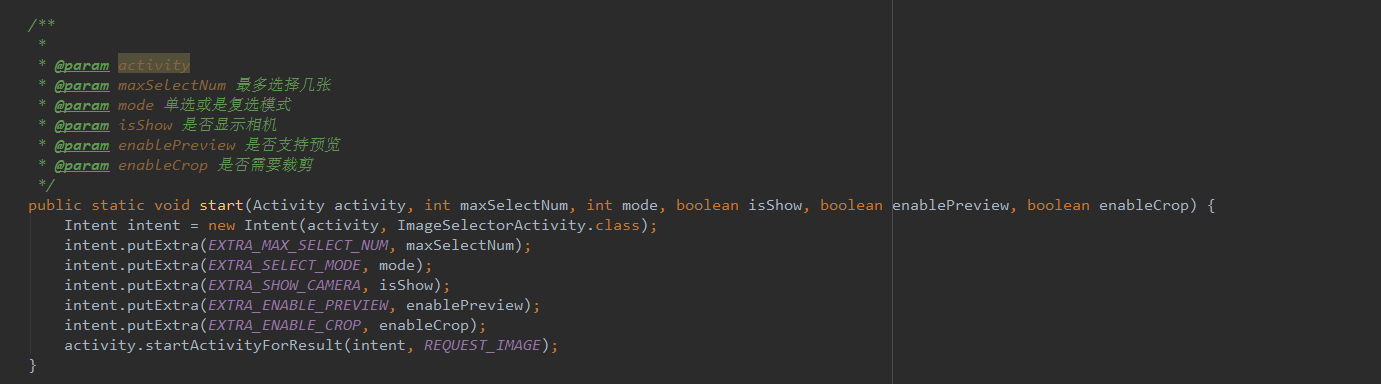 /**
 *
 * @param activity
 * @param maxSelectNum 最多选择几张
 * @param mode 单选或是复选模式
 * @param isShow 是否显示相机
 * @param enablePreview 是否支持预览
 * @param enableCrop 是否需要裁剪
 */
public static void start(Activity activity, int maxSelectNum, int mode, boolean isShow, boolean enablePreview, boolean enableCrop) {
    Intent intent = new Intent(activity, ImageSelectorActivity.class);
    intent.putExtra(EXTRA_MAX_SELECT_NUM, maxSelectNum);
    intent.putExtra(EXTRA_SELECT_MODE, mode);
    intent.putExtra(EXTRA_SHOW_CAMERA, isShow);
    intent.putExtra(EXTRA_ENABLE_PREVIEW, enablePreview);
    intent.putExtra(EXTRA_ENABLE_CROP, enableCrop);
    activity.startActivityForResult(intent, REQUEST_IMAGE);
}